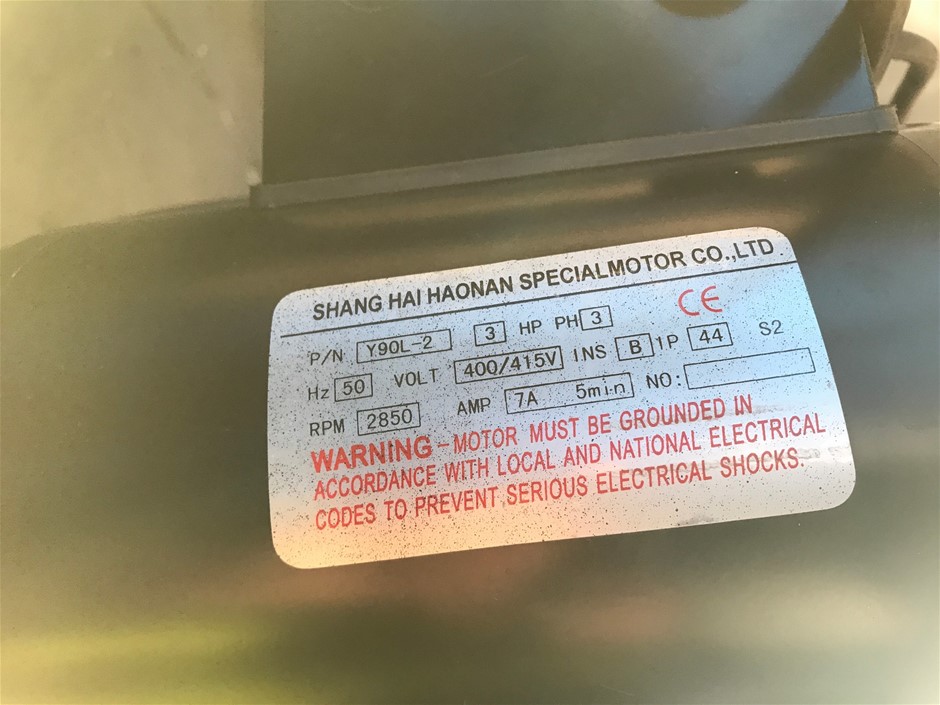 SHANG HAI HAONAN SPECIALMOTOR CO.,LTD
CE
P/N Y90L-2 3 HP PH 3
Hz 50 VOLT 400/415V INS B IP 44 S2
RPM 2850 AMP 7A 5min NO:
WARNING - MOTOR MUST BE GROUNDED IN
ACCORDANCE WITH LOCAL AND NATIONAL ELECTRICAL
CODES TO PREVENT SERIOUS ELECTRICAL SHOCKS.